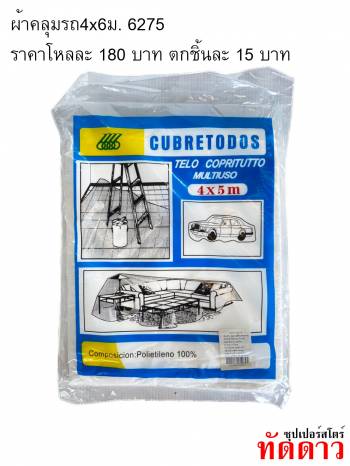 ผ้าคลุมรถ4x6ม. 6275
ราคาโหลละ 180 บาท ตกชิ้นละ 15 บาท
CUBRETODOS
TELO COPRITUTTO
MULTIUSO
4x5m
Composicion:Polietileno 100%
ซุปเปอร์สโตร์
ทัดดาว